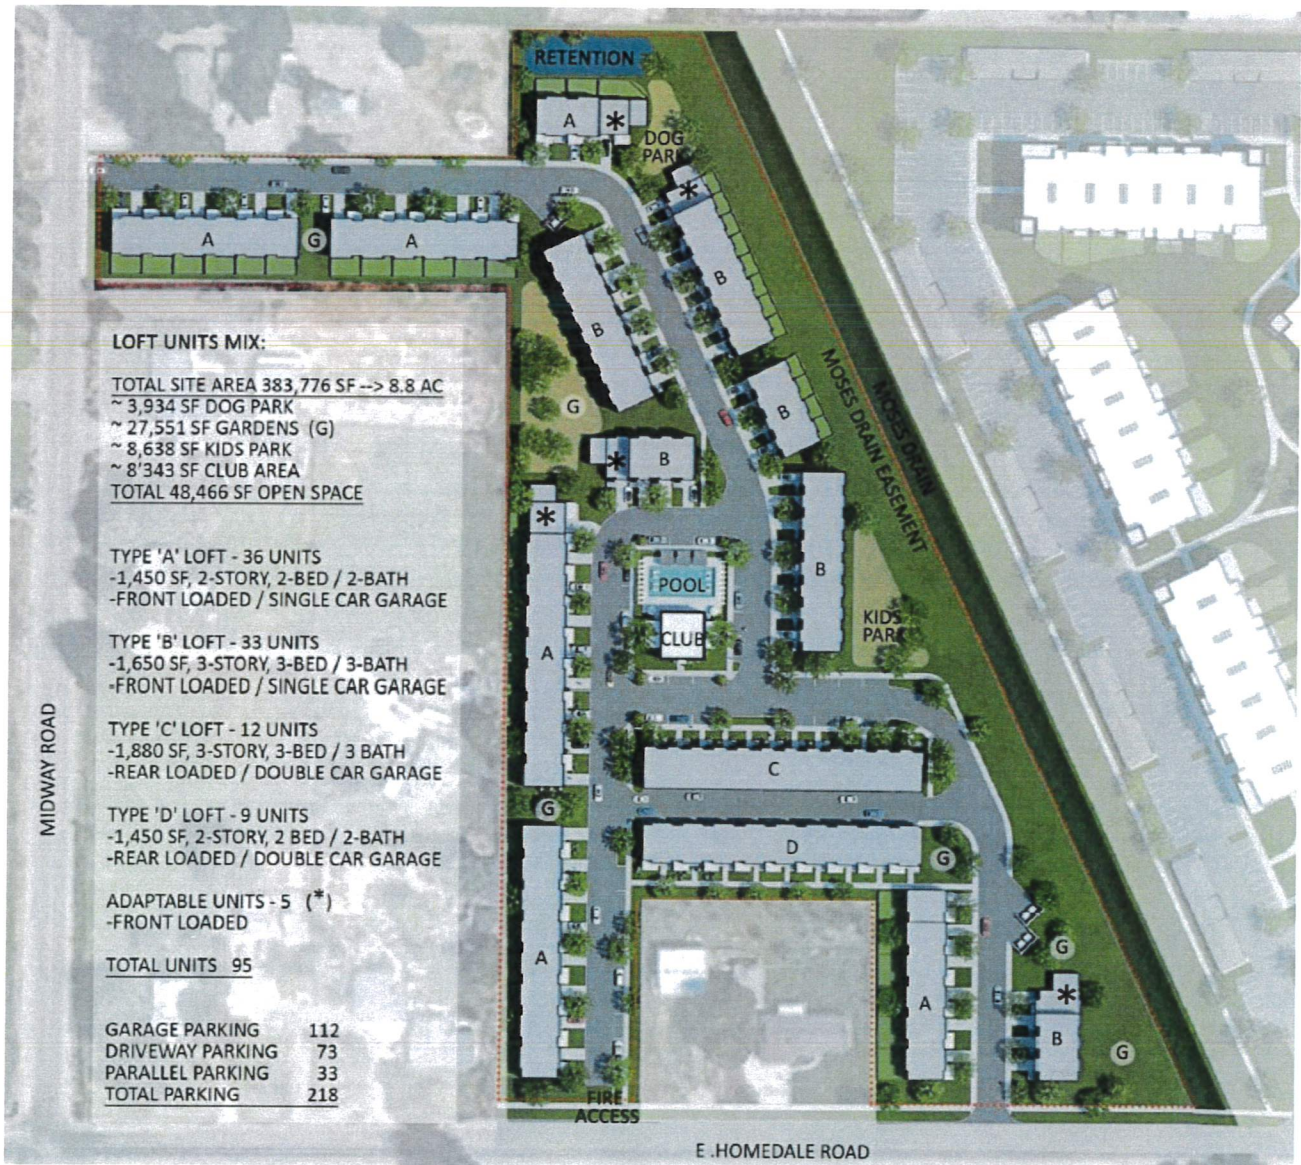 RETENTION
A
*
DOG
PARK
*
A
G
A
B
B
G
B
* B
*
B
MOSES DRAIN
MOSES DRAIN EASEMENT
POOL
CLUB
KIDS
PARK
A
C
G
D
G
A
A
G
*
B
G
FIRE
ACCESS
E .HOMEDALE ROAD
MIDWAY ROAD
LOFT UNITS MIX:
TOTAL SITE AREA 383,776 SF --> 8.8 AC
~ 3,934 SF DOG PARK
~ 27,551 SF GARDENS (G)
~ 8,638 SF KIDS PARK
~ 8'343 SF CLUB AREA
TOTAL 48,466 SF OPEN SPACE
TYPE 'A' LOFT - 36 UNITS
-1,450 SF, 2-STORY, 2-BED / 2-BATH
-FRONT LOADED / SINGLE CAR GARAGE
TYPE 'B' LOFT - 33 UNITS
-1,650 SF, 3-STORY, 3-BED / 3-BATH
-FRONT LOADED / SINGLE CAR GARAGE
TYPE 'C' LOFT - 12 UNITS
-1,880 SF, 3-STORY, 3-BED / 3 BATH
-REAR LOADED / DOUBLE CAR GARAGE
TYPE 'D' LOFT - 9 UNITS
-1,450 SF, 2-STORY, 2 BED / 2-BATH
-REAR LOADED / DOUBLE CAR GARAGE
ADAPTABLE UNITS - 5 (*)
-FRONT LOADED
TOTAL UNITS 95
GARAGE PARKING 112
DRIVEWAY PARKING 73
PARALLEL PARKING 33
TOTAL PARKING 218